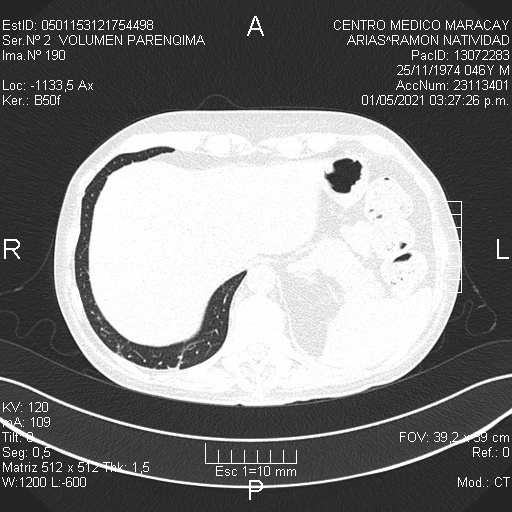 EstID: 0501153121754498
Ser.Nº 2 VOLUMEN PARENQIMA
Ima.Nº 190
Loc: -1133,5 Ax
Ker.: B50f
A
CENTRO MEDICO MARACAY
ARIAS^RAMON NATIVIDAD
PacID: 13072283
25/11/1974 046Y M
AccNum: 23113401
01/05/2021 03:27:26 p.m.
R
L
KV: 120
mA: 109
Tilt: 0
Seg: 0,5
Matriz 512 x 512 Thk: 1,5
W:1200 L:-600
Esc 1=10 mm
P
FOV: 39,2 x 39 cm
Ref.: 0
Mod.: CT